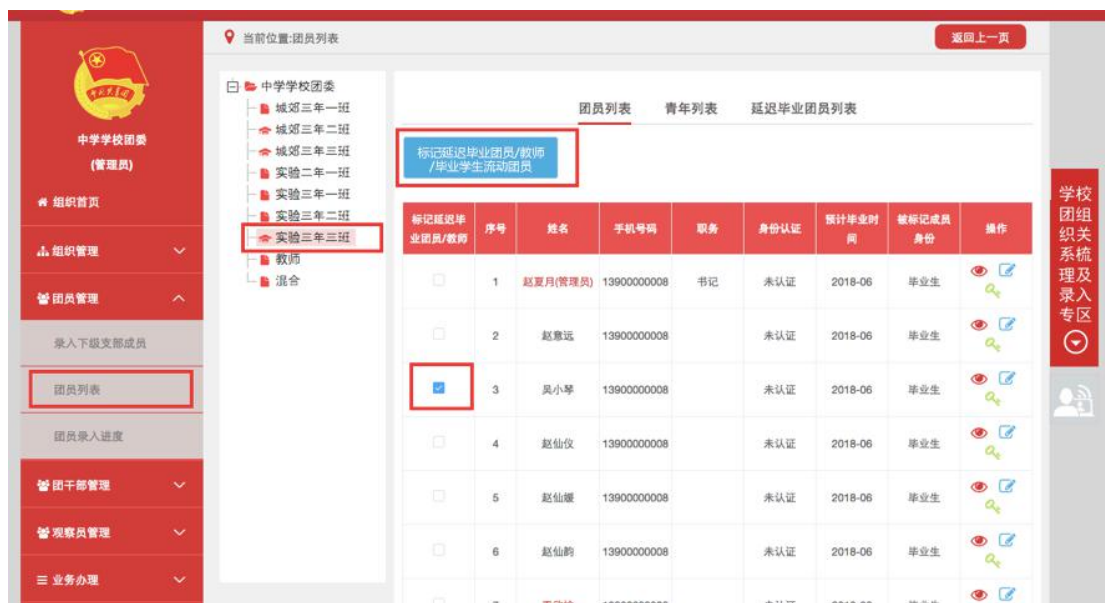 当前位置:团员列表
返回上一页
中学学校团委
(管理员)
组织首页
组织管理
团员管理
录入下级支部成员
团员列表
团员录入进度
团干部管理
观察员管理
业务办理
中学学校团委
城郊三年一班
城郊三年二班
城郊三年三班
实验二年一班
实验三年一班
实验三年二班
实验三年三班
教师
混合
团员列表 青年列表 延迟毕业团员列表
标记延迟毕业团员/教师
/毕业学生流动团员
标记延迟毕业团员/教师 序号 姓名 手机号码 职务 身份认证 预计毕业时间 被标记成员身份 操作
1 赵夏月(管理员) 13900000008 书记 未认证 2018-06 毕业生
2 赵意远 13900000008 未认证 2018-06 毕业生
3 吴小琴 13900000008 未认证 2018-06 毕业生
4 赵仙仪 13900000008 未认证 2018-06 毕业生
5 赵仙媛 13900000008 未认证 2018-06 毕业生
6 赵仙韵 13900000008 未认证 2018-06 毕业生
学校
团组
织关
系梳
理及
录入
专区